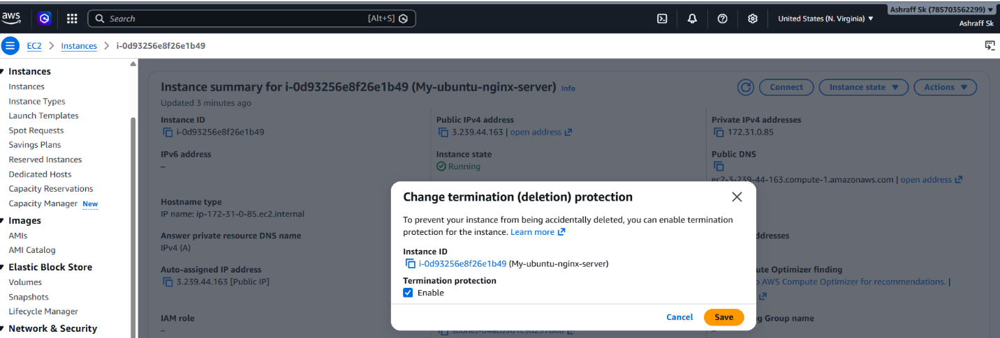 aws
Search [Alt+S]
United States (N. Virginia)
Ashraff Sk (785703562299)
Ashraff Sk
EC2 > Instances > i-0d93256e8f26e1b49
Instances
Instances
Instance Types
Launch Templates
Spot Requests
Savings Plans
Reserved Instances
Dedicated Hosts
Capacity Reservations
Capacity Manager New
Images
AMIs
AMI Catalog
Elastic Block Store
Volumes
Snapshots
Lifecycle Manager
Network & Security
Instance summary for i-0d93256e8f26e1b49 (My-ubuntu-nginx-server) Info
Connect
Instance state
Actions
Updated 3 minutes ago
Instance ID
i-0d93256e8f26e1b49
Public IPv4 address
3.239.44.163 | open address
Private IPv4 addresses
172.31.0.85
IPv6 address
–
Instance state
Running
Public DNS
ec2-3-239-44-163.compute-1.amazonaws.com | open address
Hostname type
IP name: ip-172-31-0-85.ec2.internal
Answer private resource DNS name
IPv4 (A)
Auto-assigned IP address
3.239.44.163 [Public IP]
IAM role
–
Change termination (deletion) protection
To prevent your instance from being accidentally deleted, you can enable termination
protection for the instance. Learn more
Instance ID
i-0d93256e8f26e1b49 (My-ubuntu-nginx-server)
Termination protection
Enable
Cancel
Save
AWS Compute Optimizer for recommendations. |
Group name